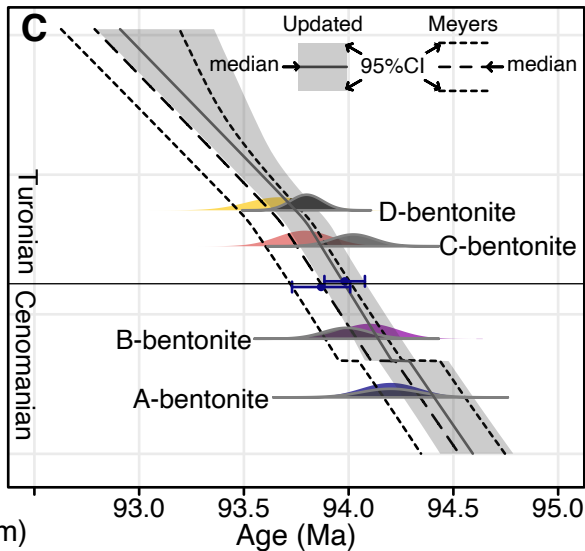 C
Updated Meyers
median 95%CI median
Turonian
D-bentonite
C-bentonite
Cenomanian
B-bentonite
A-bentonite
93.0 93.5 94.0 94.5 95.0
m) Age (Ma)